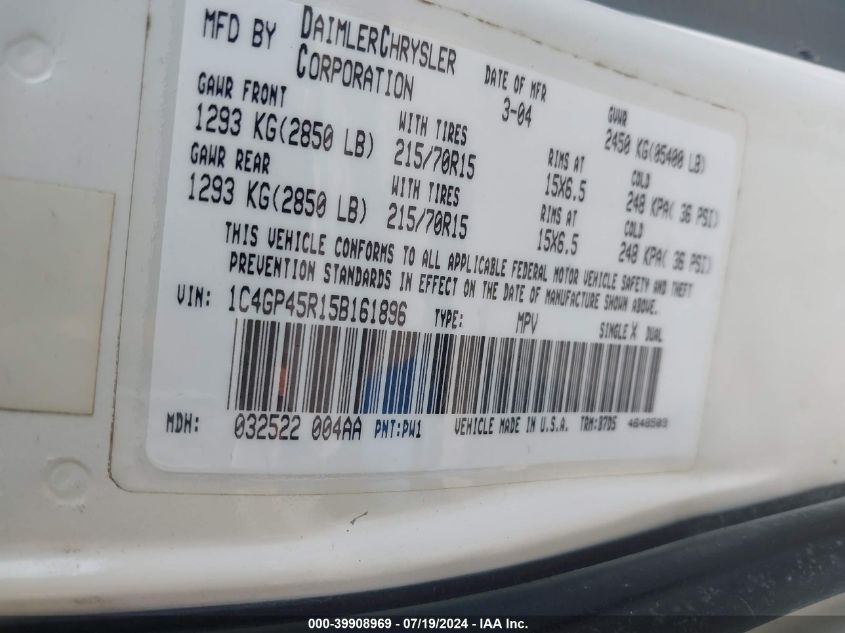 MFD BY DAIMLERCHRYSLER CORPORATION
DATE OF MFR 3-04
GVWR 2450 KG(05400 LB)
GAWR FRONT
1293 KG(2850 LB)
WITH TIRES
215/70R15
RIMS AT
15X6.5
COLD
248 KPA( 36 PSI)
GAWR REAR
1293 KG(2850 LB)
WITH TIRES
215/70R15
RIMS AT
15X6.5
COLD
248 KPA( 36 PSI)
THIS VEHICLE CONFORMS TO ALL APPLICABLE FEDERAL MOTOR VEHICLE SAFETY AND THEFT
PREVENTION STANDARDS IN EFFECT ON THE DATE OF MANUFACTURE SHOWN ABOVE.
VIN: 1C4GP45R15B161896 TYPE: MPV SINGLE X DUAL
MDH: 032522 004AA PNT:PW1 VEHICLE MADE IN U.S.A. TRM:D7D5 4648503
000-39908969 / 07/19/2024 - IAA Inc.